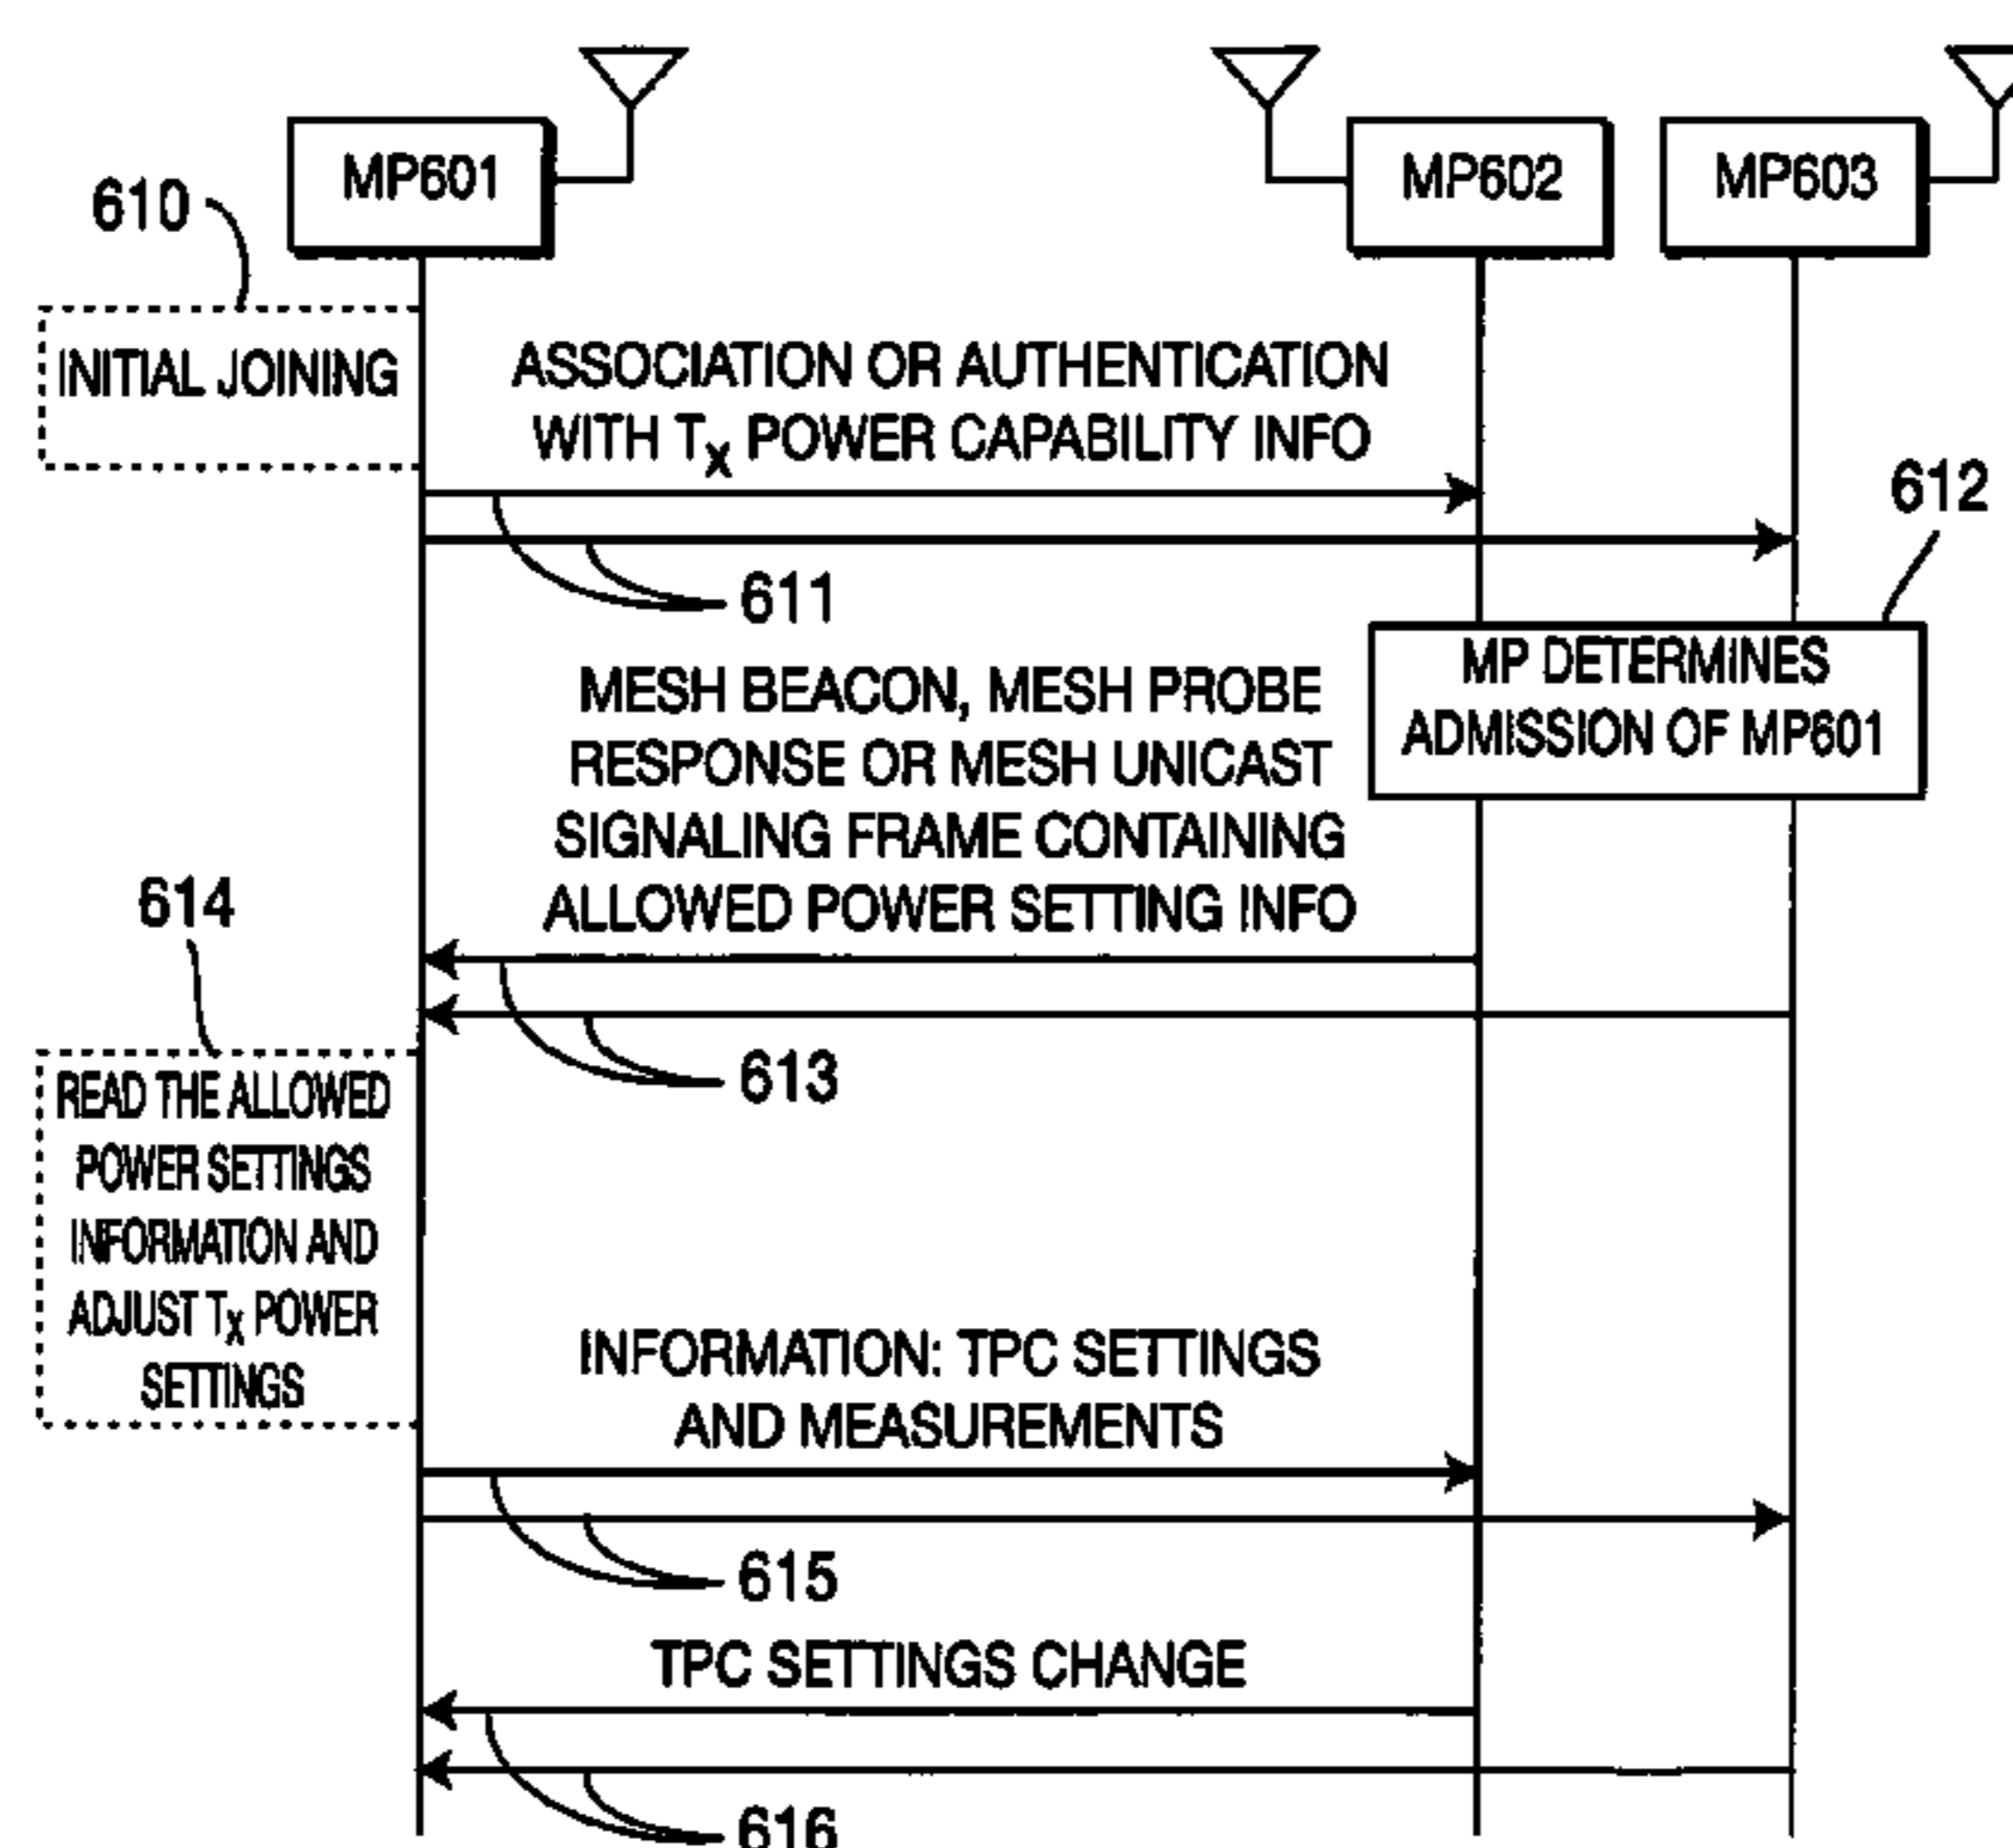 MP601
MP602
MP603
610
INITIAL JOINING
ASSOCIATION OR AUTHENTICATION
WITH TX POWER CAPABILITY INFO
611
612
MP DETERMINES
ADMISSION OF MP601
MESH BEACON, MESH PROBE
RESPONSE OR MESH UNICAST
SIGNALING FRAME CONTAINING
ALLOWED POWER SETTING INFO
613
614
READ THE ALLOWED
POWER SETTINGS
INFORMATION AND
ADJUST TX POWER
SETTINGS
INFORMATION: TPC SETTINGS
AND MEASUREMENTS
615
TPC SETTINGS CHANGE
616